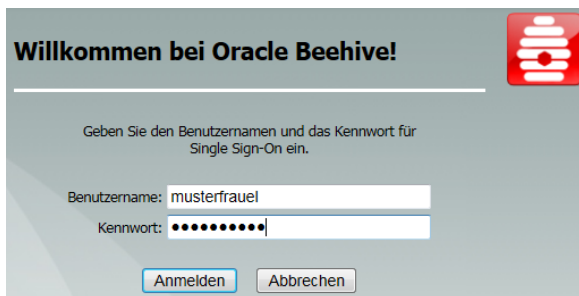 Willkommen bei Oracle Beehive!
Geben Sie den Benutzernamen und das Kennwort für
Single Sign-On ein.
Benutzername: musterfrauel
Kennwort: ●●●●●●●●●●
Anmelden Abbrechen